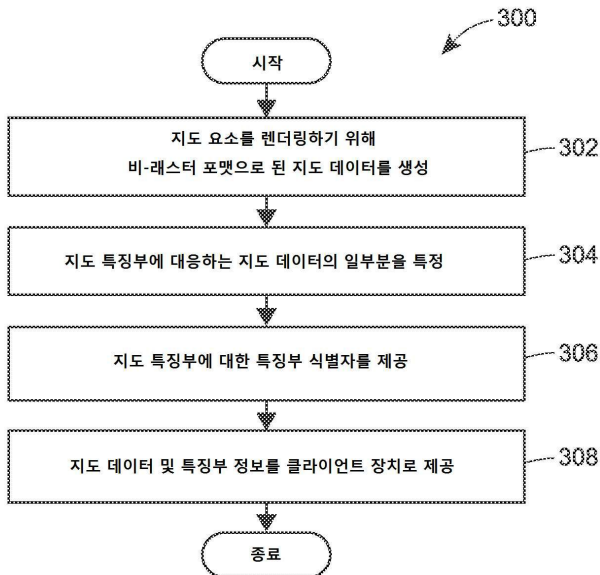 300
시작
지도 요소를 렌더링하기 위해
비-래스터 포맷으로 된 지도 데이터를 생성
302
지도 특징부에 대응하는 지도 데이터의 일부분을 특정
304
지도 특징부에 대한 특징부 식별자를 제공
306
지도 데이터 및 특징부 정보를 클라이언트 장치로 제공
308
종료